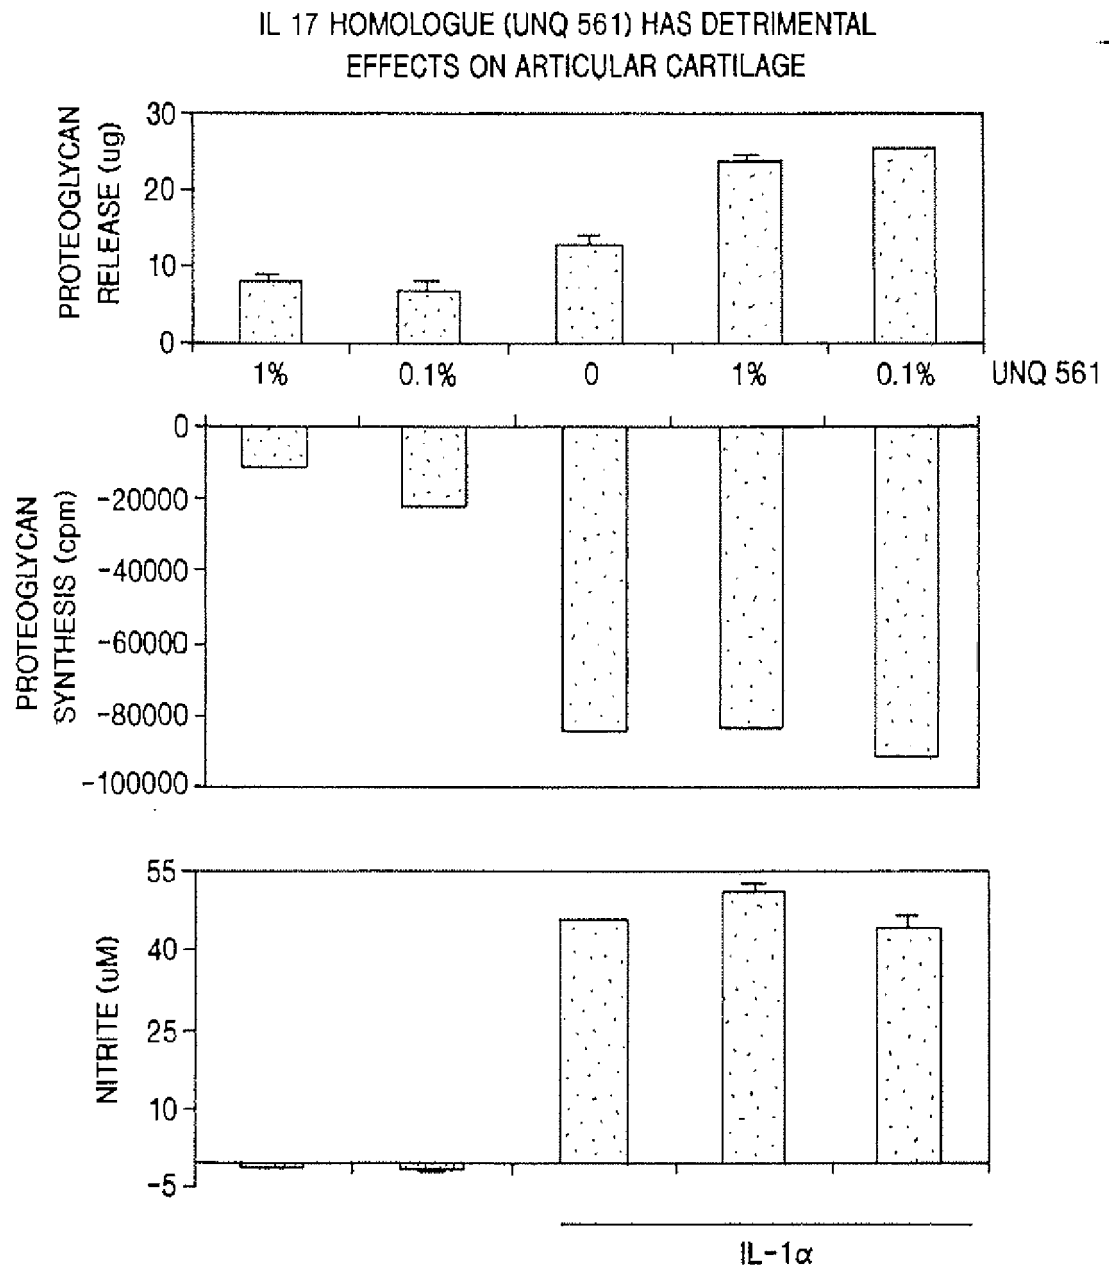 IL 17 HOMOLOGUE (UNQ 561) HAS DETRIMENTAL
EFFECTS ON ARTICULAR CARTILAGE
PROTEOGLYCAN
RELEASE (ug)
30
20
10
0
1% 0.1% 0 1% 0.1% UNQ 561
PROTEOGLYCAN
SYNTHESIS (cpm)
0
-20000
-40000
-60000
-80000
-100000
NITRITE (uM)
55
40
25
10
-5
IL-1α